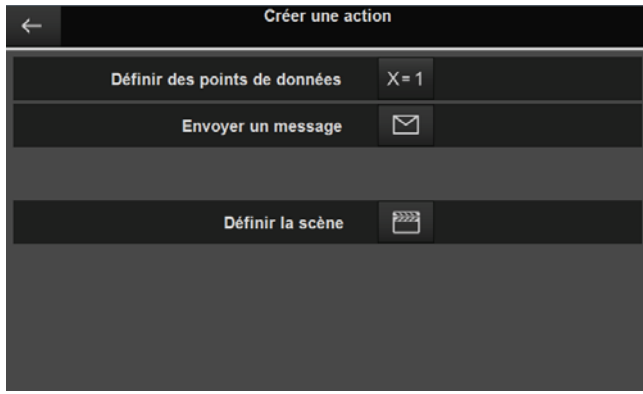 Créer une action
Définir des points de données X=1
Envoyer un message
Définir la scène